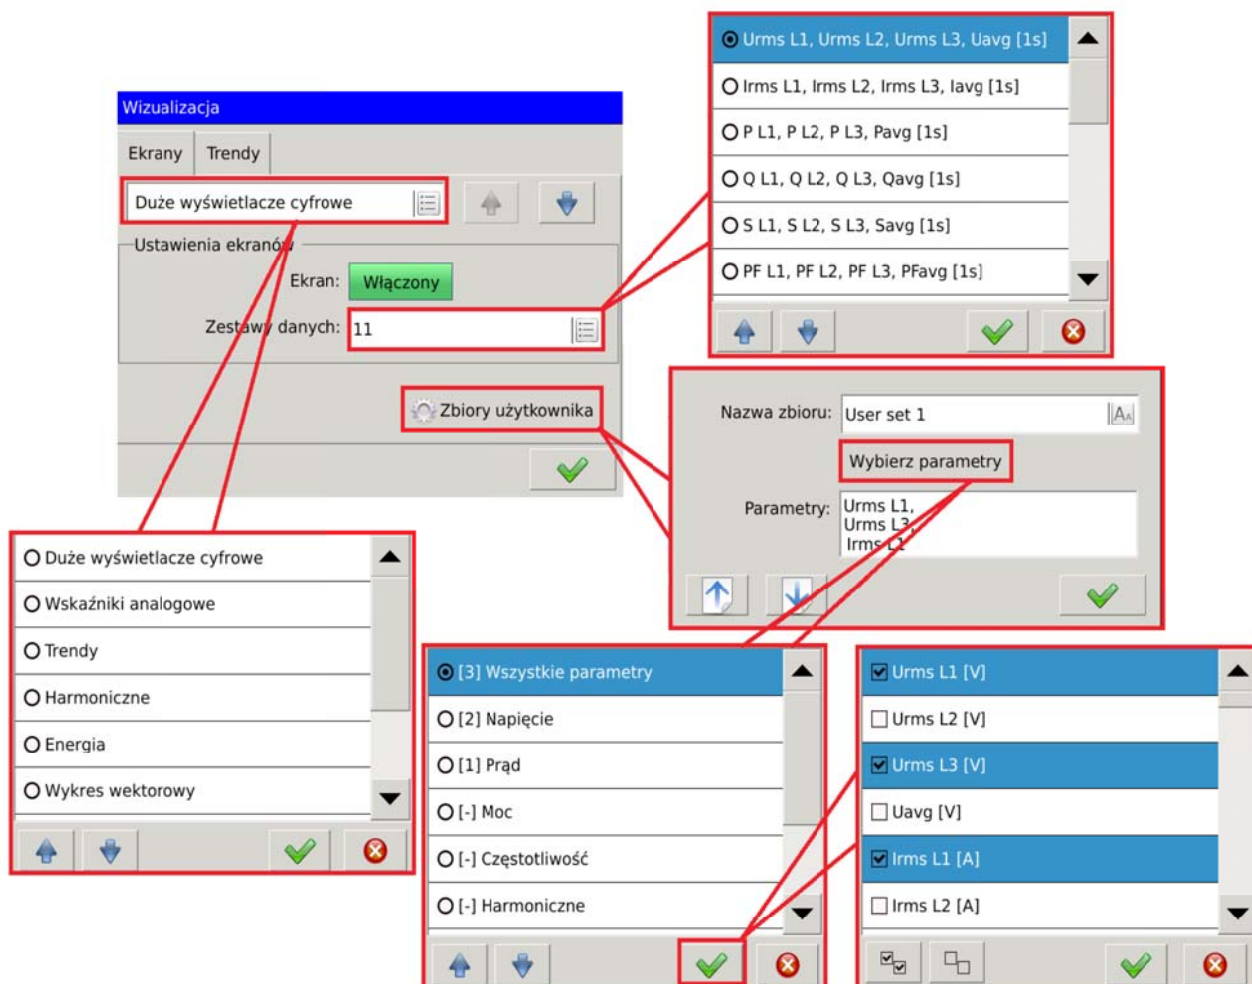 Wizualizacja
Ekrany Trendy
Duże wyświetlacze cyfrowe
Ustawienia ekranów
Ekran: Włączony
Zestawy danych: 11
Zbiory użytkownika
Urms L1, Urms L2, Urms L3, Uavg [1s]
Irms L1, Irms L2, Irms L3, Iavg [1s]
P L1, P L2, P L3, Pavg [1s]
Q L1, Q L2, Q L3, Qavg [1s]
S L1, S L2, S L3, Savg [1s]
PF L1, PF L2, PF L3, PFavg [1s]
Nazwa zbioru: User set 1
Wybierz parametry
Parametry: Urms L1,
Urms L3,
Irms L1
Duże wyświetlacze cyfrowe
Wskaźniki analogowe
Trendy
Harmoniczne
Energia
Wykres wektorowy
[3] Wszystkie parametry
[2] Napięcie
[1] Prąd
[-] Moc
[-] Częstotliwość
[-] Harmoniczne
Urms L1 [V]
Urms L2 [V]
Urms L3 [V]
Uavg [V]
Irms L1 [A]
Irms L2 [A]